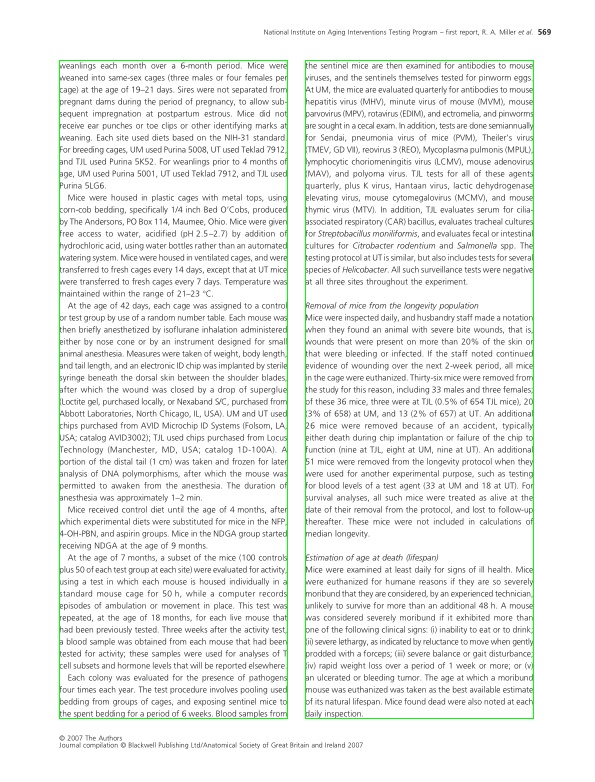 National Institute on Aging Interventions Testing Program – first report, R. A. Miller et al. 569
weanlings each month over a 6-month period. Mice were
weaned into same-sex cages (three males or four females per
cage) at the age of 19–21 days. Sires were not separated from
pregnant dams during the period of pregnancy, to allow sub-
sequent impregnation at postpartum estrous. Mice did not
receive ear punches or toe clips or other identifying marks at
weaning. Each site used diets based on the NIH-31 standard.
For breeding cages, UM used Purina 5008, UT used Teklad 7912,
and TJL used Purina 5K52. For weanlings prior to 4 months of
age, UM used Purina 5001, UT used Teklad 7912, and TJL used
Purina 5LG6.
Mice were housed in plastic cages with metal tops, using
corn-cob bedding, specifically 1/4 inch Bed O'Cobs, produced
by The Andersons, PO Box 114, Maumee, Ohio. Mice were given
free access to water, acidified (pH 2.5–2.7) by addition of
hydrochloric acid, using water bottles rather than an automated
watering system. Mice were housed in ventilated cages, and were
transferred to fresh cages every 14 days, except that at UT mice
were transferred to fresh cages every 7 days. Temperature was
maintained within the range of 21–23 °C.
At the age of 42 days, each cage was assigned to a control
or test group by use of a random number table. Each mouse was
then briefly anesthetized by isoflurane inhalation administered
either by nose cone or by an instrument designed for small
animal anesthesia. Measures were taken of weight, body length,
and tail length, and an electronic ID chip was implanted by sterile
syringe beneath the dorsal skin between the shoulder blades,
after which the wound was closed by a drop of superglue
(Loctite gel, purchased locally, or Nexaband S/C, purchased from
Abbott Laboratories, North Chicago, IL, USA). UM and UT used
chips purchased from AVID Microchip ID Systems (Folsom, LA,
USA; catalog AVID3002); TJL used chips purchased from Locus
Technology (Manchester, MD, USA; catalog 1D-100A). A
portion of the distal tail (1 cm) was taken and frozen for later
analysis of DNA polymorphisms, after which the mouse was
permitted to awaken from the anesthesia. The duration of
anesthesia was approximately 1–2 min.
Mice received control diet until the age of 4 months, after
which experimental diets were substituted for mice in the NFP,
4-OH-PBN, and aspirin groups. Mice in the NDGA group started
receiving NDGA at the age of 9 months.
At the age of 7 months, a subset of the mice (100 controls
plus 50 of each test group at each site) were evaluated for activity,
using a test in which each mouse is housed individually in a
standard mouse cage for 50 h, while a computer records
episodes of ambulation or movement in place. This test was
repeated, at the age of 18 months, for each live mouse that
had been previously tested. Three weeks after the activity test,
a blood sample was obtained from each mouse that had been
tested for activity; these samples were used for analyses of T
cell subsets and hormone levels that will be reported elsewhere.
Each colony was evaluated for the presence of pathogens
four times each year. The test procedure involves pooling used
bedding from groups of cages, and exposing sentinel mice to
the spent bedding for a period of 6 weeks. Blood samples from
the sentinel mice are then examined for antibodies to mouse
viruses, and the sentinels themselves tested for pinworm eggs.
At UM, the mice are evaluated quarterly for antibodies to mouse
hepatitis virus (MHV), minute virus of mouse (MVM), mouse
parvovirus (MPV), rotavirus (EDIM), and ectromelia, and pinworms
are sought in a cecal exam. In addition, tests are done semiannually
for Sendai, pneumonia virus of mice (PVM), Theiler's virus
(TMEV, GD VII), reovirus 3 (REO), Mycoplasma pulmonis (MPUL),
lymphocytic choriomeningitis virus (LCMV), mouse adenovirus
(MAV), and polyoma virus. TJL tests for all of these agents
quarterly, plus K virus, Hantaan virus, lactic dehydrogenase
elevating virus, mouse cytomegalovirus (MCMV), and mouse
thymic virus (MTV). In addition, TJL evaluates serum for cilia-
associated respiratory (CAR) bacillus, evaluates tracheal cultures
for Streptobacillus moniliformis, and evaluates fecal or intestinal
cultures for Citrobacter rodentium and Salmonella spp. The
testing protocol at UT is similar, but also includes tests for several
species of Helicobacter. All such surveillance tests were negative
at all three sites throughout the experiment.
Removal of mice from the longevity population
Mice were inspected daily, and husbandry staff made a notation
when they found an animal with severe bite wounds, that is,
wounds that were present on more than 20% of the skin or
that were bleeding or infected. If the staff noted continued
evidence of wounding over the next 2-week period, all mice
in the cage were euthanized. Thirty-six mice were removed from
the study for this reason, including 33 males and three females;
of these 36 mice, three were at TJL (0.5% of 654 TJL mice), 20
(3% of 658) at UM, and 13 (2% of 657) at UT. An additional
26 mice were removed because of an accident, typically
either death during chip implantation or failure of the chip to
function (nine at TJL, eight at UM, nine at UT). An additional
51 mice were removed from the longevity protocol when they
were used for another experimental purpose, such as testing
for blood levels of a test agent (33 at UM and 18 at UT). For
survival analyses, all such mice were treated as alive at the
date of their removal from the protocol, and lost to follow-up
thereafter. These mice were not included in calculations of
median longevity.
Estimation of age at death (lifespan)
Mice were examined at least daily for signs of ill health. Mice
were euthanized for humane reasons if they are so severely
moribund that they are considered, by an experienced technician,
unlikely to survive for more than an additional 48 h. A mouse
was considered severely moribund if it exhibited more than
one of the following clinical signs: (i) inability to eat or to drink;
(ii) severe lethargy, as indicated by reluctance to move when gently
prodded with a forceps; (iii) severe balance or gait disturbance;
(iv) rapid weight loss over a period of 1 week or more; or (v)
an ulcerated or bleeding tumor. The age at which a moribund
mouse was euthanized was taken as the best available estimate
of its natural lifespan. Mice found dead were also noted at each
daily inspection.
© 2007 The Authors
Journal compilation © Blackwell Publishing Ltd/Anatomical Society of Great Britain and Ireland 2007